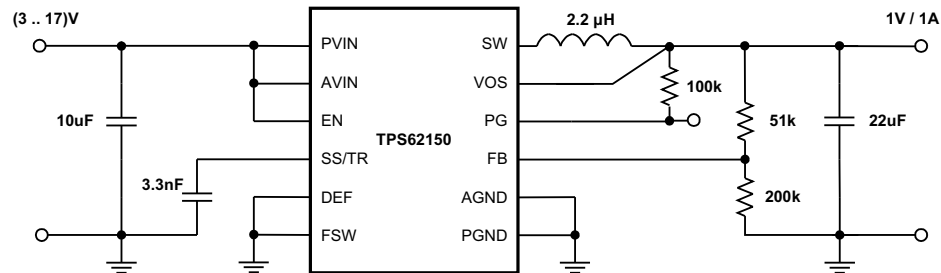 (3 .. 17)V
2.2 µH
1V / 1A
PVIN
SW
AVIN
VOS
100k
10uF
EN
PG
TPS62150
51k
22uF
SS/TR
FB
3.3nF
DEF
AGND
200k
FSW
PGND